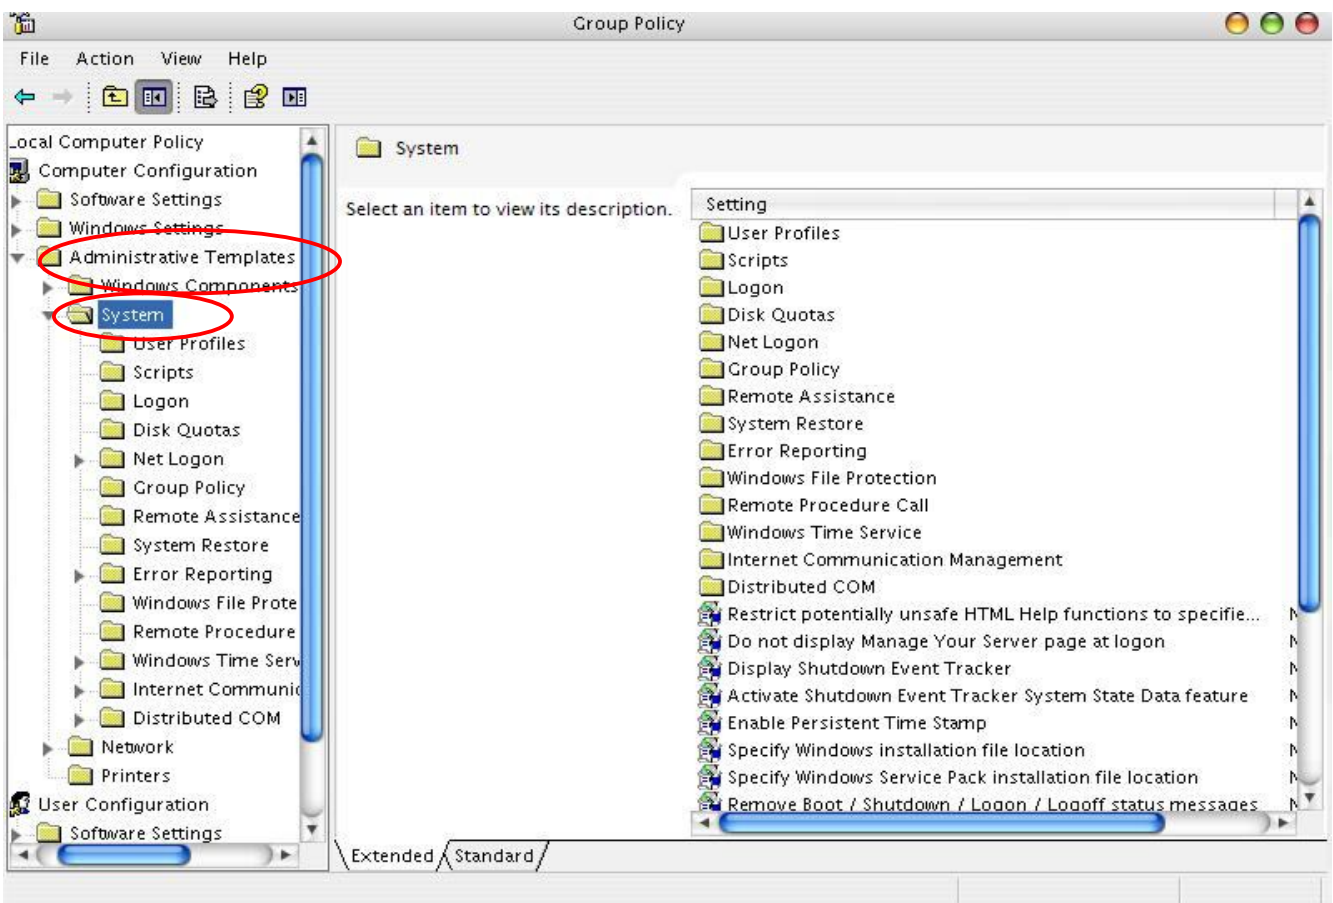 Group Policy
File Action View Help
Local Computer Policy
Computer Configuration
Software Settings
Windows Settings
Administrative Templates
Windows Components
System
User Profiles
Scripts
Logon
Disk Quotas
Net Logon
Group Policy
Remote Assistance
System Restore
Error Reporting
Windows File Prote
Remote Procedure
Windows Time Serv
Internet Communic
Distributed COM
Network
Printers
User Configuration
Software Settings
System
Select an item to view its description.
Setting
User Profiles
Scripts
Logon
Disk Quotas
Net Logon
Group Policy
Remote Assistance
System Restore
Error Reporting
Windows File Protection
Remote Procedure Call
Windows Time Service
Internet Communication Management
Distributed COM
Restrict potentially unsafe HTML Help functions to specifie... N
Do not display Manage Your Server page at logon N
Display Shutdown Event Tracker N
Activate Shutdown Event Tracker System State Data feature N
Enable Persistent Time Stamp N
Specify Windows installation file location N
Specify Windows Service Pack installation file location N
Remove Boot / Shutdown / Logon / Logoff status messages N
Extended Standard